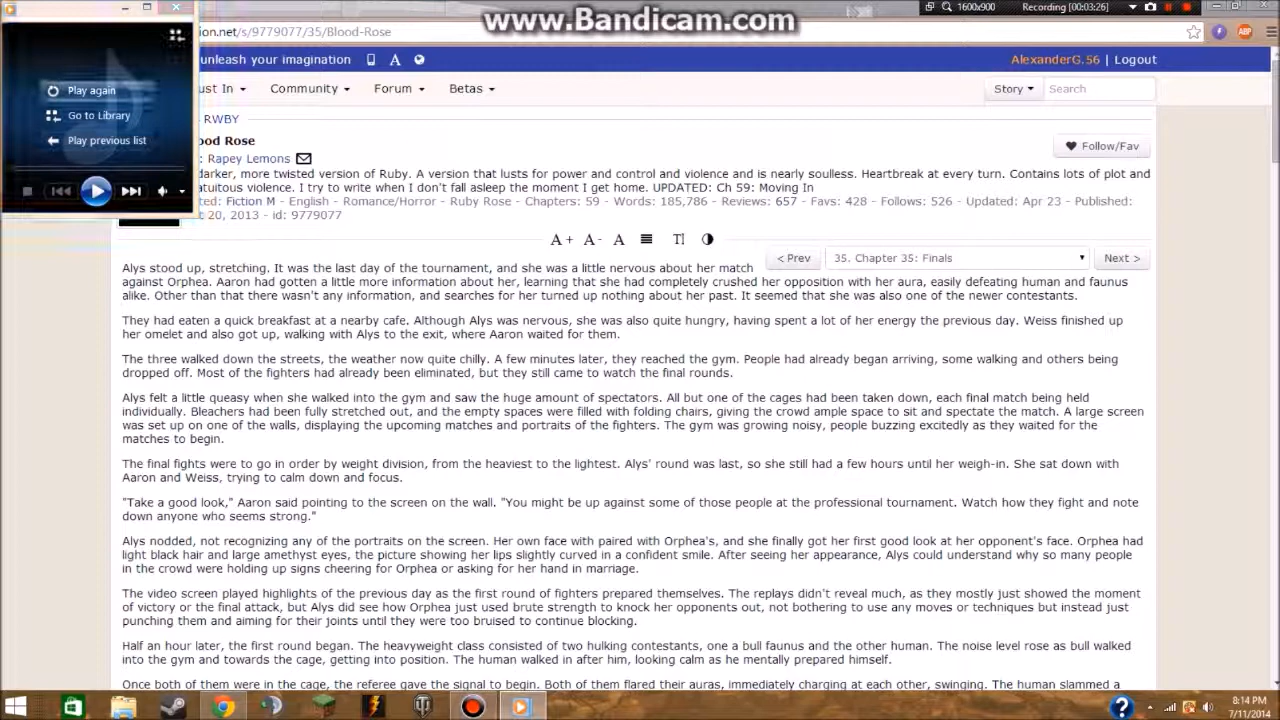 www.Bandicam.com
1600x900
Recording [00:03:26]
ion.net/s/9779077/35/Blood-Rose
unleash your imagination
A
AlexanderG.56 | Logout
ust In
Community
Forum
Betas
Story
Search
Play again
Go to Library
Play previous list
RWBY
ood Rose
Follow/Fav
: Rapey Lemons
darker, more twisted version of Ruby. A version that lusts for power and control and violence and is nearly soulless. Heartbreak at every turn. Contains lots of plot and
atuitous violence. I try to write when I don't fall asleep the moment I get home. UPDATED: Ch 59: Moving In
ted: Fiction M - English - Romance/Horror - Ruby Rose - Chapters: 59 - Words: 185,786 - Reviews: 657 - Favs: 428 - Follows: 526 - Updated: Apr 23 - Published:
t 20, 2013 - id: 9779077
A + A - A
< Prev
35. Chapter 35: Finals
Next >
Alys stood up, stretching. It was the last day of the tournament, and she was a little nervous about her match
against Orphea. Aaron had gotten a little more information about her, learning that she had completely crushed her opposition with her aura, easily defeating human and faunus
alike. Other than that there wasn't any information, and searches for her turned up nothing about her past. It seemed that she was also one of the newer contestants.
They had eaten a quick breakfast at a nearby cafe. Although Alys was nervous, she was also quite hungry, having spent a lot of her energy the previous day. Weiss finished up
her omelet and also got up, walking with Alys to the exit, where Aaron waited for them.
The three walked down the streets, the weather now quite chilly. A few minutes later, they reached the gym. People had already began arriving, some walking and others being
dropped off. Most of the fighters had already been eliminated, but they still came to watch the final rounds.
Alys felt a little queasy when she walked into the gym and saw the huge amount of spectators. All but one of the cages had been taken down, each final match being held
individually. Bleachers had been fully stretched out, and the empty spaces were filled with folding chairs, giving the crowd ample space to sit and spectate the match. A large screen
was set up on one of the walls, displaying the upcoming matches and portraits of the fighters. The gym was growing noisy, people buzzing excitedly as they waited for the
matches to begin.
The final fights were to go in order by weight division, from the heaviest to the lightest. Alys' round was last, so she still had a few hours until her weigh-in. She sat down with
Aaron and Weiss, trying to calm down and focus.
"Take a good look," Aaron said pointing to the screen on the wall. "You might be up against some of those people at the professional tournament. Watch how they fight and note
down anyone who seems strong."
Alys nodded, not recognizing any of the portraits on the screen. Her own face with paired with Orphea's, and she finally got her first good look at her opponent's face. Orphea had
light black hair and large amethyst eyes, the picture showing her lips slightly curved in a confident smile. After seeing her appearance, Alys could understand why so many people
in the crowd were holding up signs cheering for Orphea or asking for her hand in marriage.
The video screen played highlights of the previous day as the first round of fighters prepared themselves. The replays didn't reveal much, as they mostly just showed the moment
of victory or the final attack, but Alys did see how Orphea just used brute strength to knock her opponents out, not bothering to use any moves or techniques but instead just
punching them and aiming for their joints until they were too bruised to continue blocking.
Half an hour later, the first round began. The heavyweight class consisted of two hulking contestants, one a bull faunus and the other human. The noise level rose as bull walked
into the gym and towards the cage, getting into position. The human walked in after him, looking calm as he mentally prepared himself.
Once both of them were in the cage, the referee gave the signal to begin. Both of them flared their auras, immediately charging at each other, swinging. The human slammed a
8:14 PM
7/11/2014